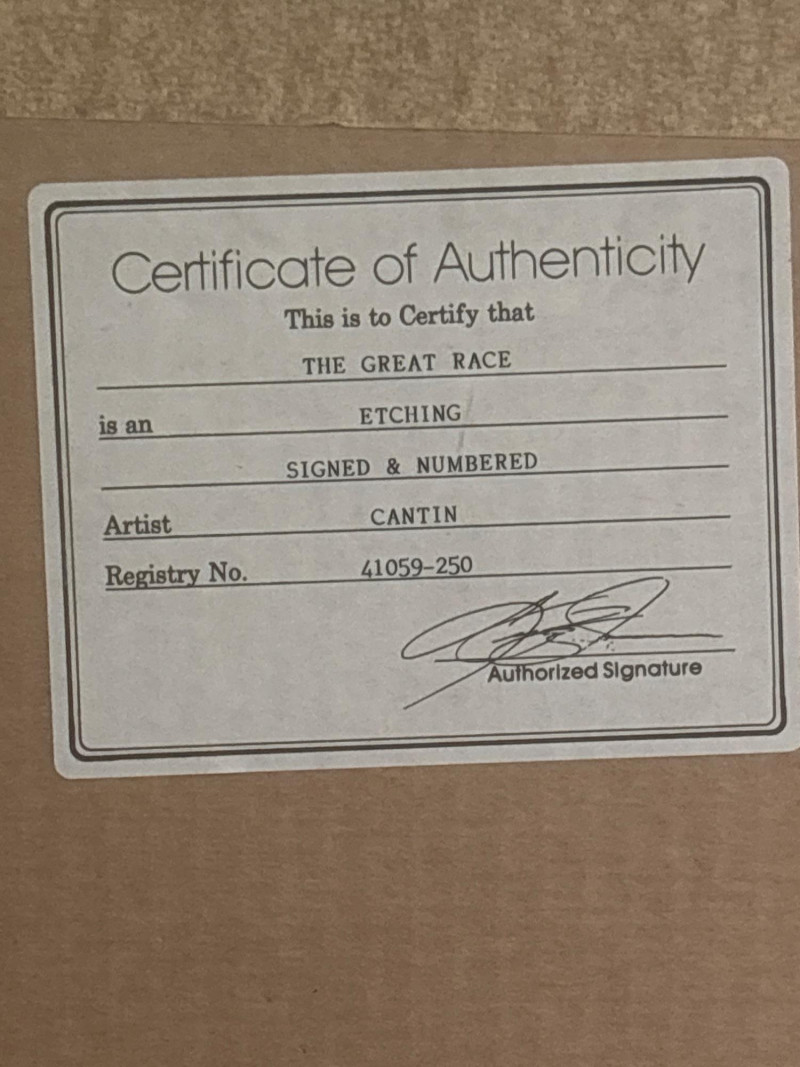 Certificate of Authenticity
This is to Certify that
THE GREAT RACE
is an ETCHING
SIGNED & NUMBERED
Artist CANTIN
Registry No. 41059-250
Authorized Signature